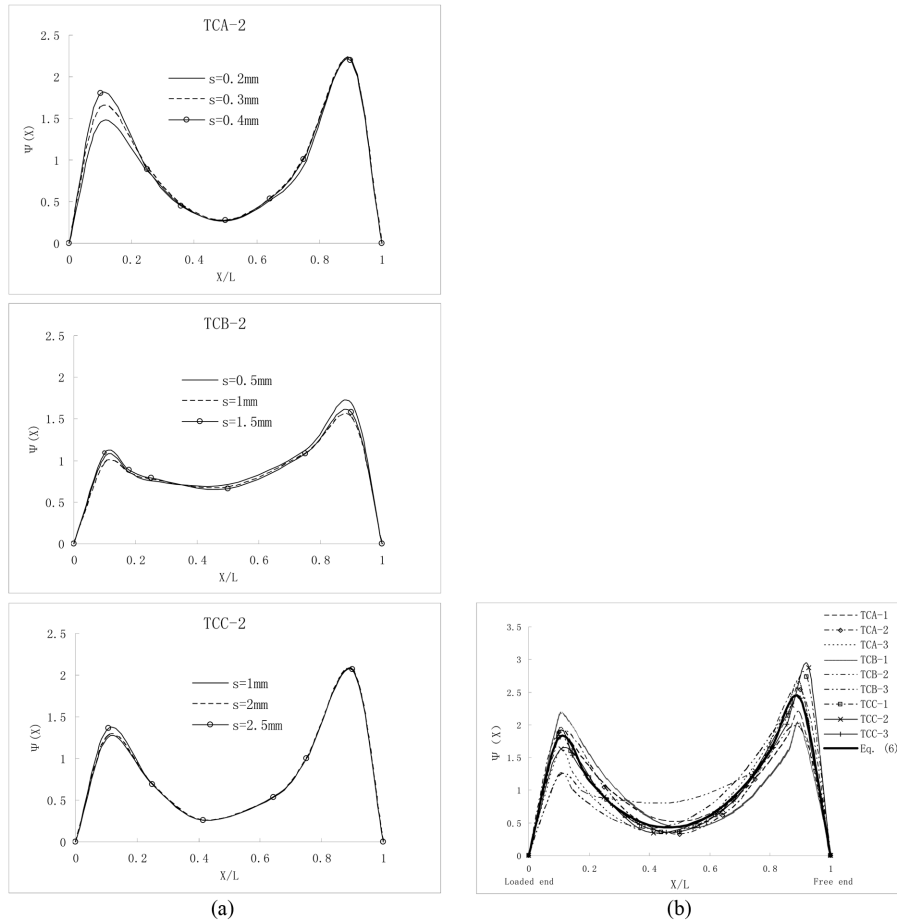 TCA-2
2.5
2
1.5
1
0.5
0
Ψ(X)
s=0.2mm
s=0.3mm
s=0.4mm
0 0.2 0.4 0.6 0.8 1
X/L
TCB-2
2.5
2
1.5
1
0.5
0
Ψ(X)
s=0.5mm
s=1mm
s=1.5mm
0 0.2 0.4 0.6 0.8 1
X/L
TCC-2
2.5
2
1.5
1
0.5
0
Ψ(X)
s=1mm
s=2mm
s=2.5mm
0 0.2 0.4 0.6 0.8 1
X/L
(a)
3.5
3
2.5
2
1.5
1
0.5
0
Ψ (X)
TCA-1
TCA-2
TCA-3
TCB-1
TCB-2
TCB-3
TCC-1
TCC-2
TCC-3
Eq. (6)
0 0.2 0.4 0.6 0.8 1
Loaded end X/L Free end
(b)